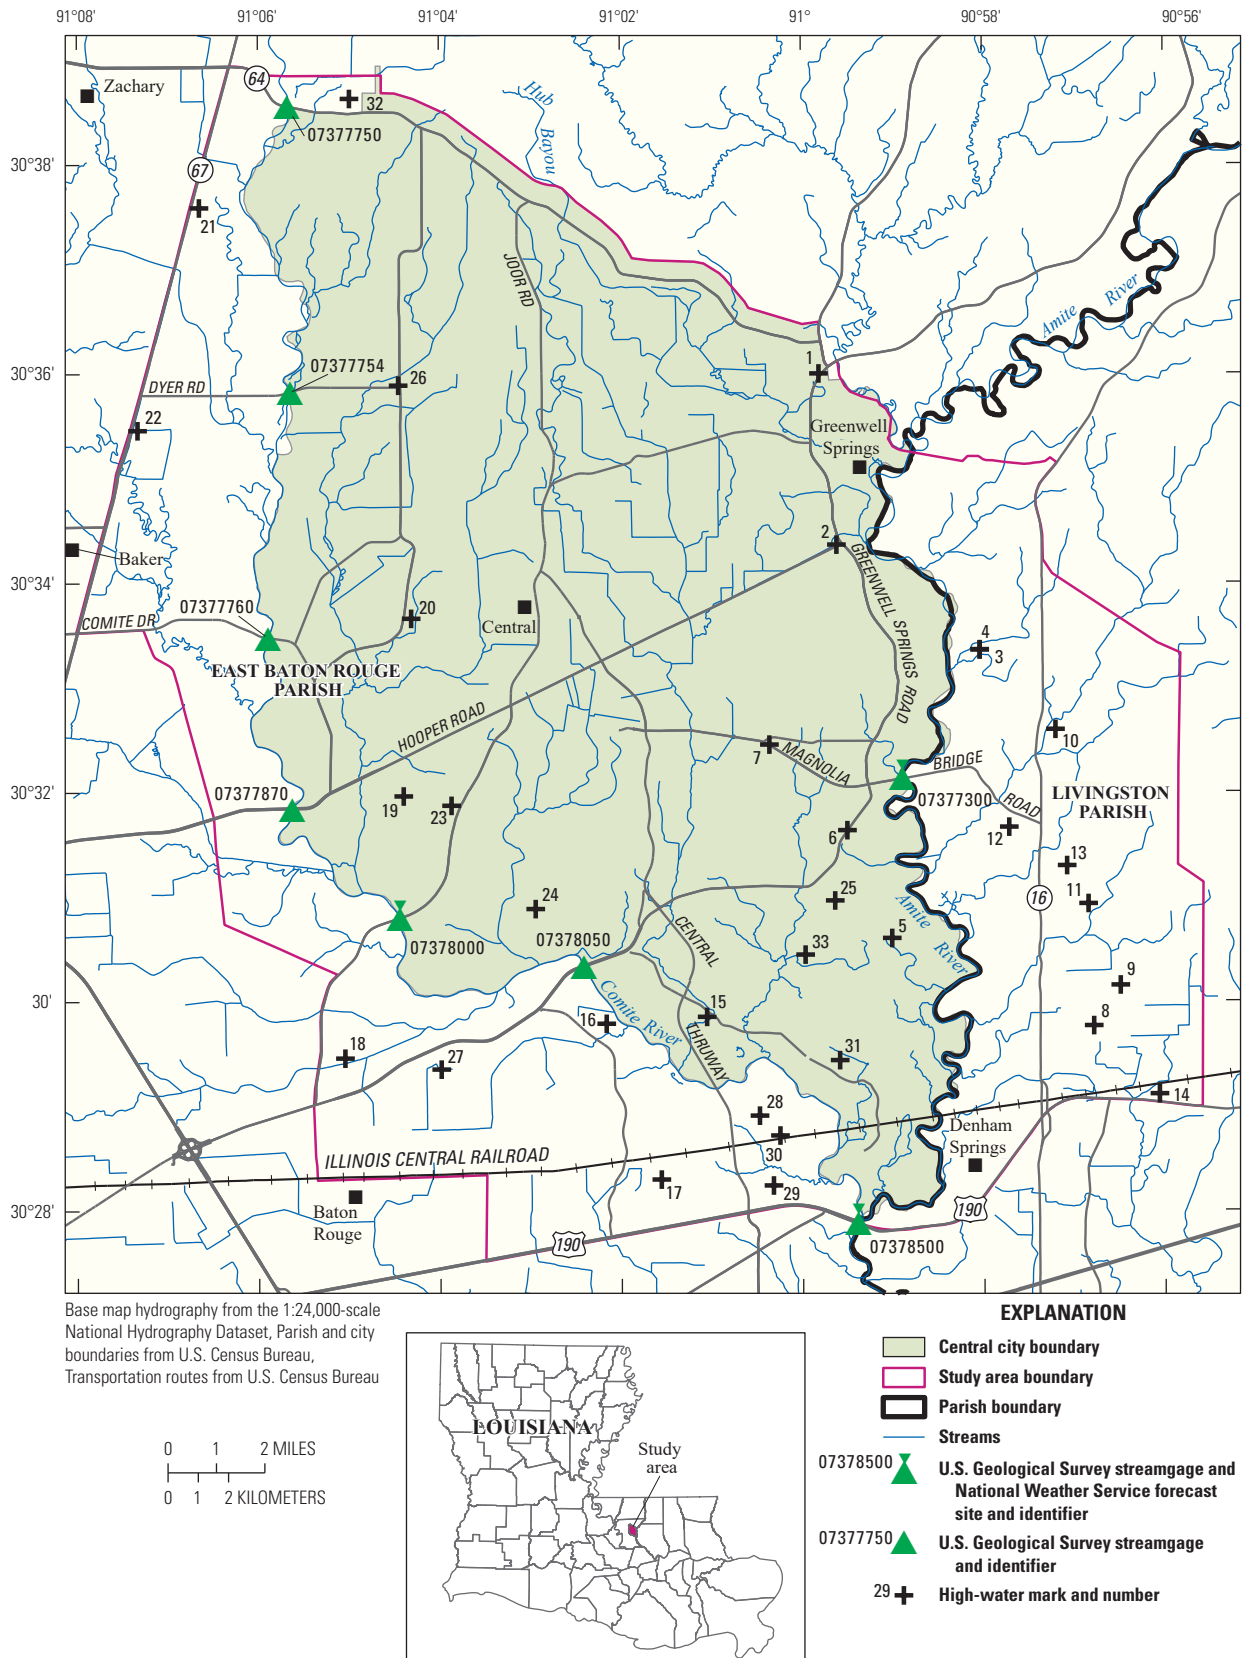 91°08' 91°06' 91°04' 91°02' 91° 90°58' 90°56'
Zachary
64
32
07377750
Hub
Bayou
30°38'
67
21
JOOR RD
Amite River
30°36'
DYER RD
07377754
26
1
22
Greenwell
Springs
2
GREENWELL SPRINGS ROAD
Baker
30°34'
07377760
COMITE DR
20
Central
4
3
EAST BATON ROUGE
PARISH
HOOPER ROAD
7
MAGNOLIA
BRIDGE
ROAD
10
30°32'
07377870
19
23
07377300
LIVINGSTON
PARISH
6
12
13
16
11
24
25
Amite River
5
07378000
07378050
CENTRAL
THRUWAY
33
9
30°
Comite River
16
15
8
18
27
31
14
28
30
Denham
Springs
ILLINOIS CENTRAL RAILROAD
17
29
30°28'
Baton
Rouge
190
190
07378500
Base map hydrography from the 1:24,000-scale
National Hydrography Dataset, Parish and city
boundaries from U.S. Census Bureau,
Transportation routes from U.S. Census Bureau
0 1 2 MILES
0 1 2 KILOMETERS
LOUISIANA
Study
area
EXPLANATION
Central city boundary
Study area boundary
Parish boundary
Streams
07378500 U.S. Geological Survey streamgage and
National Weather Service forecast
site and identifier
07377750 U.S. Geological Survey streamgage
and identifier
29 High-water mark and number